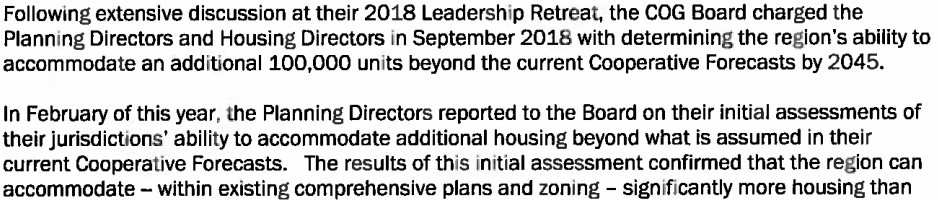 Following extensive discussion at their 2018 Leadership Retreat, the COG Board charged the
Planning Directors and Housing Directors in September 2018 with determining the region's ability to
accommodate an additional 100,000 units beyond the current Cooperative Forecasts by 2045.
In February of this year, the Planning Directors reported to the Board on their initial assessments of
their jurisdictions' ability to accommodate additional housing beyond what is assumed in their
current Cooperative Forecasts. The results of this initial assessment confirmed that the region can
accommodate – within existing comprehensive plans and zoning – significantly more housing than